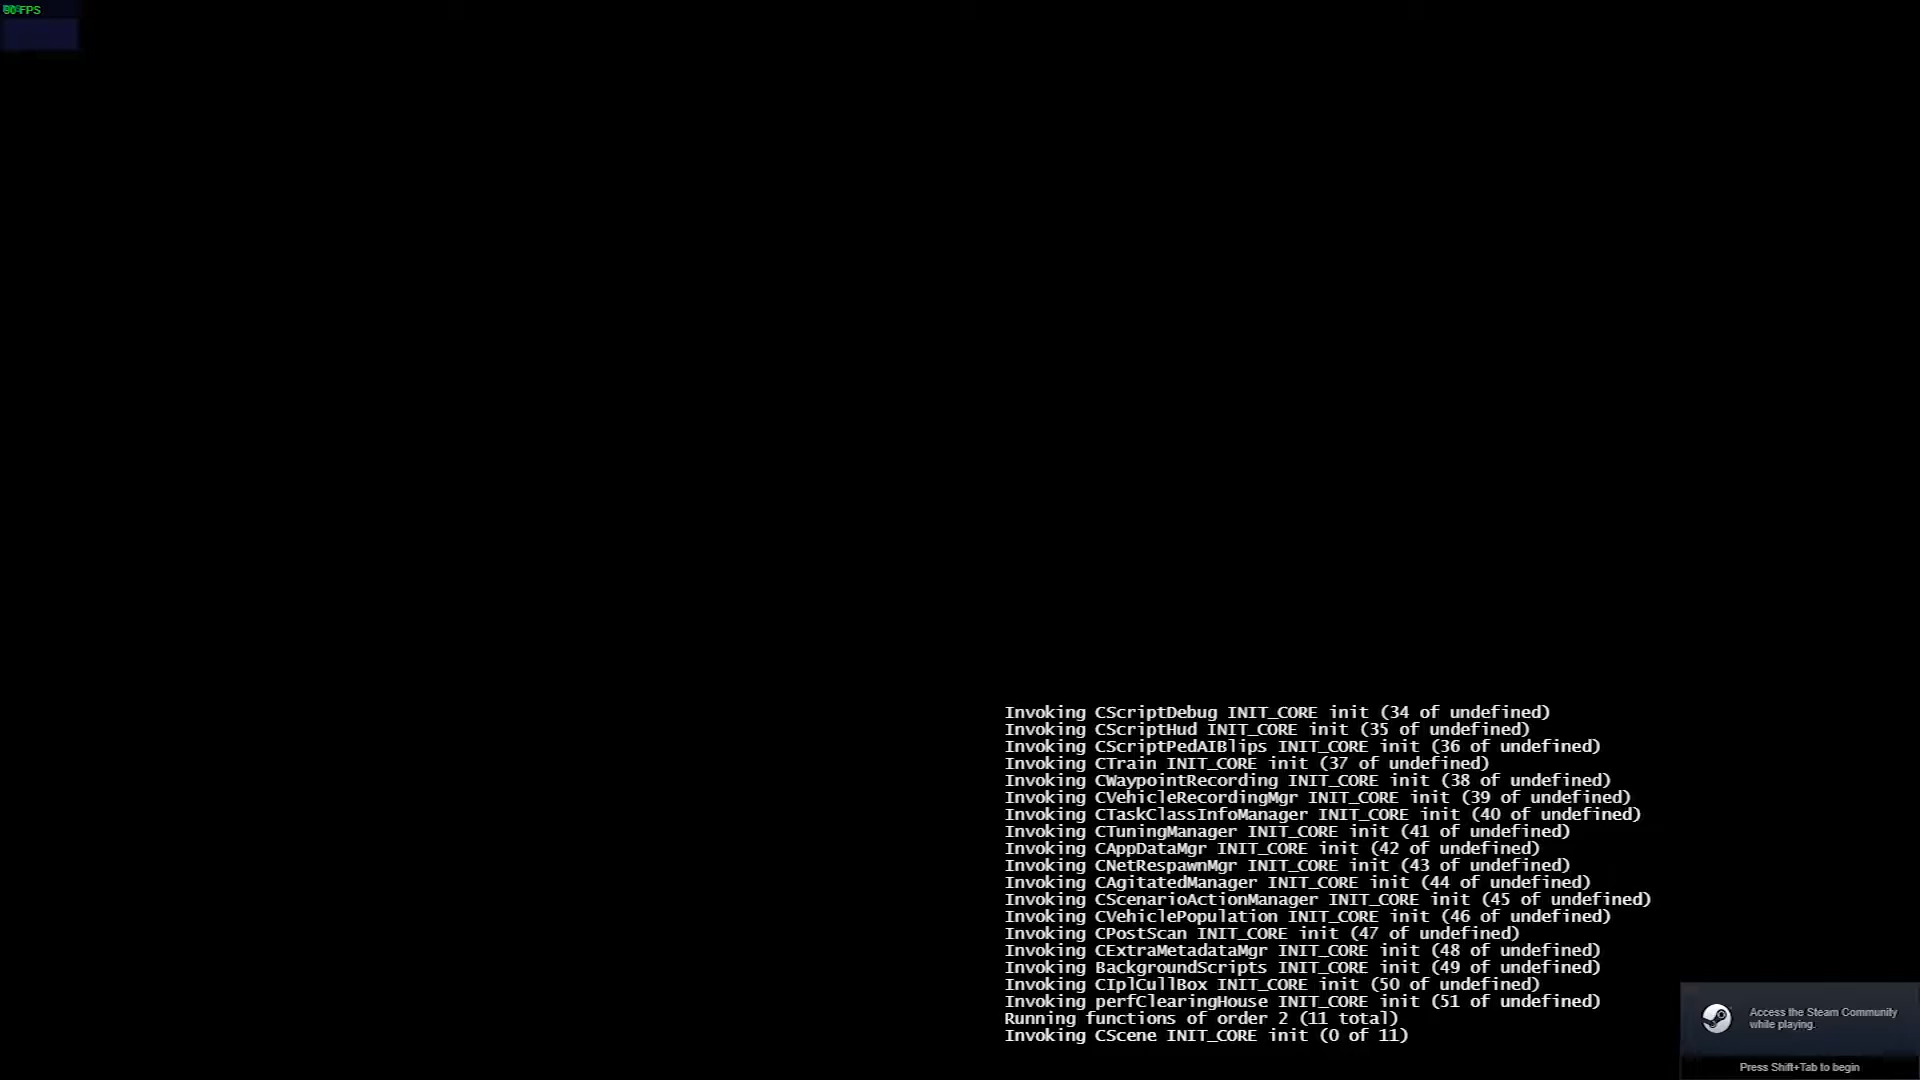 60 FPS
Invoking CScriptDebug INIT_CORE init (34 of undefined)
Invoking CScriptHud INIT_CORE init (35 of undefined)
Invoking CScriptPedAIBlips INIT_CORE init (36 of undefined)
Invoking CTrain INIT_CORE init (37 of undefined)
Invoking CWaypointRecording INIT_CORE init (38 of undefined)
Invoking CVehicleRecordingMgr INIT_CORE init (39 of undefined)
Invoking CTaskClassInfoManager INIT_CORE init (40 of undefined)
Invoking CTuningManager INIT_CORE init (41 of undefined)
Invoking CAppDataMgr INIT_CORE init (42 of undefined)
Invoking CNetRespawnMgr INIT_CORE init (43 of undefined)
Invoking CAgitatedManager INIT_CORE init (44 of undefined)
Invoking CScenarioActionManager INIT_CORE init (45 of undefined)
Invoking CVehiclePopulation INIT_CORE init (46 of undefined)
Invoking CPostScan INIT_CORE init (47 of undefined)
Invoking CExtraMetadataMgr INIT_CORE init (48 of undefined)
Invoking BackgroundScripts INIT_CORE init (49 of undefined)
Invoking CIplCullBox INIT_CORE init (50 of undefined)
Invoking perfClearingHouse INIT_CORE init (51 of undefined)
Running functions of order 2 (11 total)
Invoking CScene INIT_CORE init (0 of 11)
Access the Steam Community
while playing.
Press Shift+Tab to begin